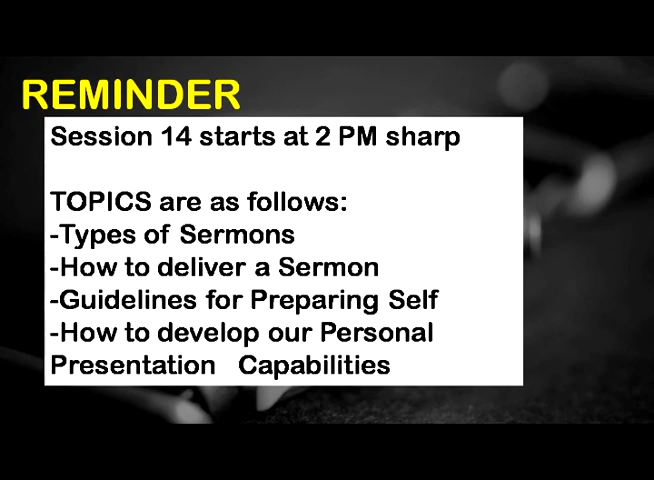 REMINDER
Session 14 starts at 2 PM sharp
TOPICS are as follows:
-Types of Sermons
-How to deliver a Sermon
-Guidelines for Preparing Self
-How to develop our Personal
Presentation   Capabilities